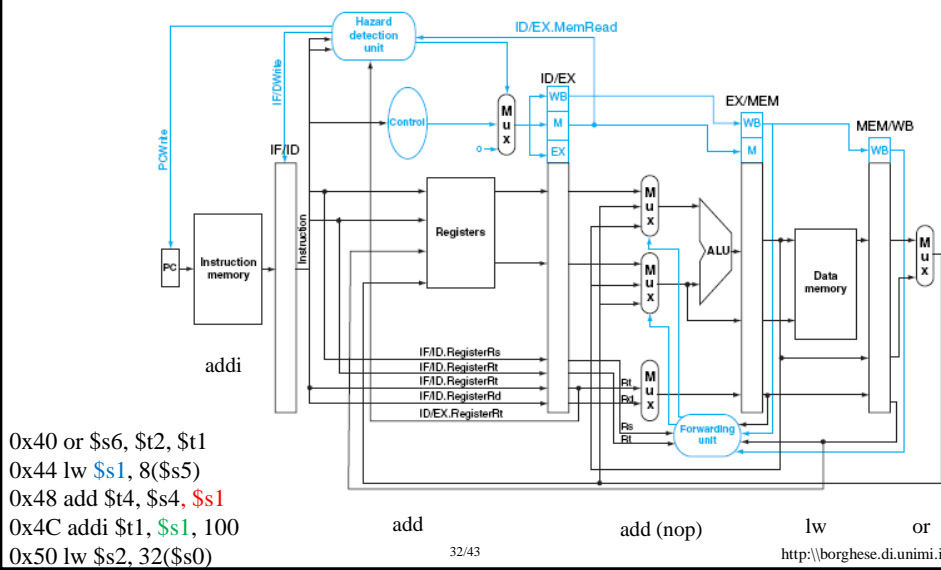 Hazard
detection
unit
ID/EX.MemRead
IF/DWrite
PCWrite
ID/EX
WB
M
EX
EX/MEM
WB
M
MEM/WB
WB
Control
M
u
x
0
IF/ID
PC
Instruction
memory
Instruction
Registers
M
u
x
M
u
x
ALU
Data
memory
M
u
x
IF/ID.RegisterRs
IF/ID.RegisterRt
IF/ID.RegisterRt
IF/ID.RegisterRd
ID/EX.RegisterRt
Rt
Rd
M
u
x
Rs
Rt
Forwarding
unit
addi
0x40 or $s6, $t2, $t1
0x44 lw $s1, 8($s5)
0x48 add $t4, $s4, $s1
0x4C addi $t1, $s1, 100
0x50 lw $s2, 32($s0)
add
add (nop)
lw
or
32/43
http:\\borghese.di.unimi.i